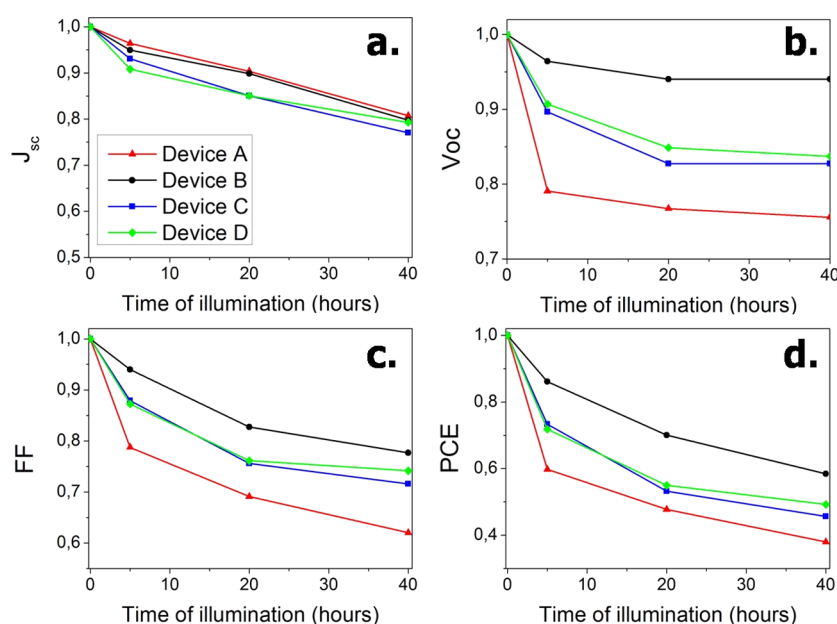 a.
1,0
0,9
0,8
0,7
0,6
0,5
Jsc
Device A
Device B
Device C
Device D
0 10 20 30 40
Time of illumination (hours)
b.
1,0
0,9
0,8
0,7
Voc
0 10 20 30 40
Time of illumination (hours)
c.
1,0
0,9
0,8
0,7
0,6
FF
0 10 20 30 40
Time of illumination (hours)
d.
1,0
0,8
0,6
0,4
PCE
0 10 20 30 40
Time of illumination (hours)